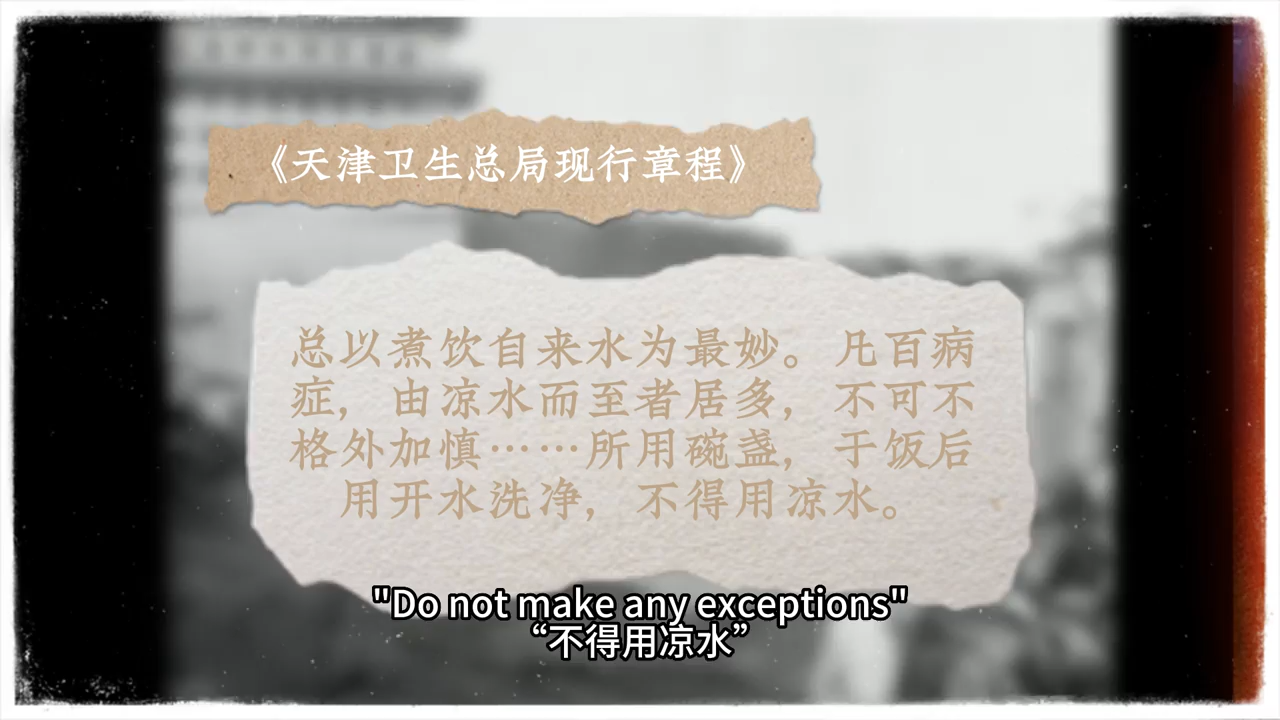 《天津卫生总局现行章程》
总以煮饮自来水为最妙。凡百病
症，由凉水而至者居多，不可不
格外加慎……所用碗盏，于饭后
用开水洗净，不得用凉水。
"Do not make any exceptions"
“不得用凉水”